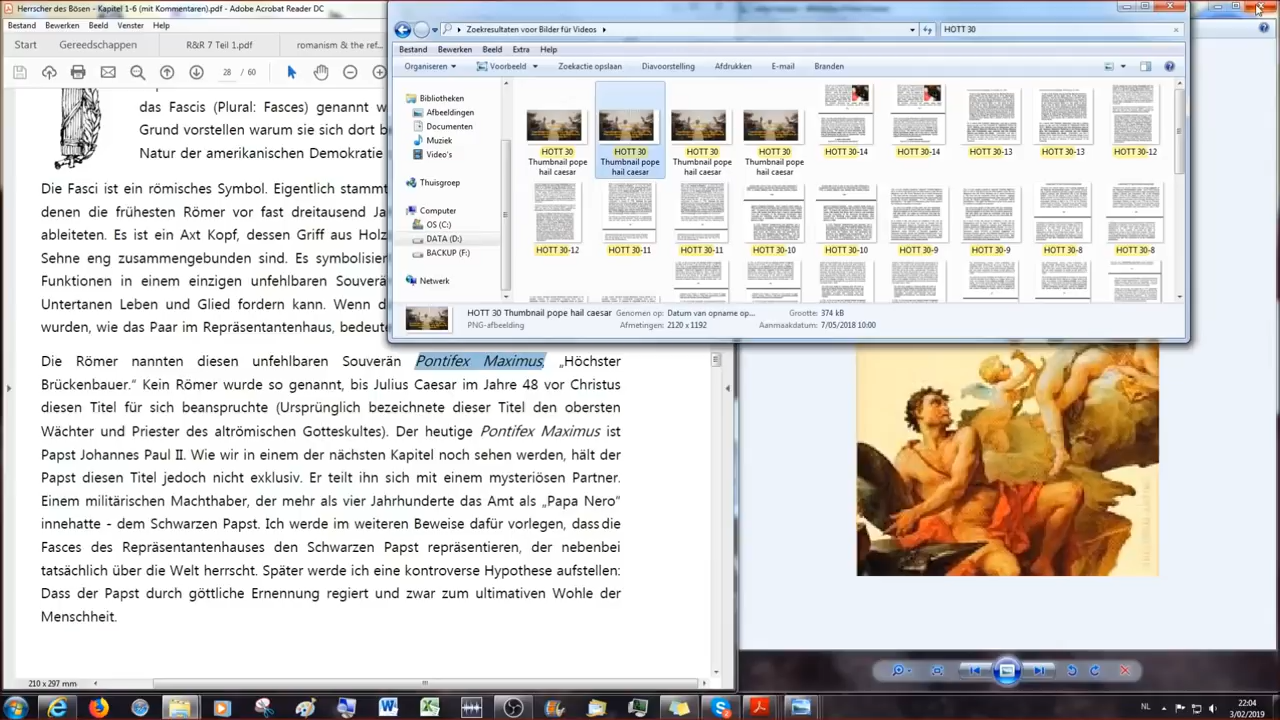 Herrscher des Bösen - Kapitel 1-6 (mit Kommentaren).pdf - Adobe Acrobat Reader DC
Bestand Bewerken Beeld Venster Help
Start Gereedschappen R&R 7 Teil 1.pdf romanism & the ref...
28 / 60
das Fascis (Plural: Fasces) genannt w
Grund vorstellen warum sie sich dort b
Natur der amerikanischen Demokratie
Die Fasci ist ein römisches Symbol. Eigentlich stammt
denen die frühesten Römer vor fast dreitausend Ja
ableiteten. Es ist ein Axt Kopf, dessen Griff aus Holz
Sehne eng zusammengebunden sind. Es symbolisier
Funktionen in einem einzigen unfehlbaren Souverä
Untertanen Leben und Glied fordern kann. Wenn d
wurden, wie das Paar im Repräsentantenhaus, bedeute
Die Römer nannten diesen unfehlbaren Souverän Pontifex Maximus, „Höchster
Brückenbauer.“ Kein Römer wurde so genannt, bis Julius Caesar im Jahre 48 vor Christus
diesen Titel für sich beanspruchte (Ursprünglich bezeichnete dieser Titel den obersten
Wächter und Priester des altrömischen Gotteskultes). Der heutige Pontifex Maximus ist
Papst Johannes Paul II. Wie wir in einem der nächsten Kapitel noch sehen werden, hält der
Papst diesen Titel jedoch nicht exklusiv. Er teilt ihn sich mit einem mysteriösen Partner.
Einem militärischen Machthaber, der mehr als vier Jahrhunderte das Amt als „Papa Nero“
innehatte - dem Schwarzen Papst. Ich werde im weiteren Beweise dafür vorlegen, dass die
Fasces des Repräsentantenhauses den Schwarzen Papst repräsentieren, der nebenbei
tatsächlich über die Welt herrscht. Später werde ich eine kontroverse Hypothese aufstellen:
Dass der Papst durch göttliche Ernennung regiert und zwar zum ultimativen Wohle der
Menschheit.
210 x 297 mm
Zoekresultaten voor Bilder für Videos
HOTT 30
Bestand Bewerken Beeld Extra Help
Organiseren Voorbeeld Zoekactie opslaan Diavoorstelling Afdrukken E-mail Branden
Bibliotheken
Afbeeldingen
Documenten
Muziek
Video's
Thuisgroep
Computer
OS (C:)
DATA (D:)
BACKUP (F:)
Netwerk
HOTT 30 Thumbnail pope hail caesar
HOTT 30 Thumbnail pope hail caesar
HOTT 30 Thumbnail pope hail caesar
HOTT 30 Thumbnail pope hail caesar
HOTT 30-14 HOTT 30-14 HOTT 30-13 HOTT 30-13 HOTT 30-12
HOTT 30-12 HOTT 30-11 HOTT 30-11 HOTT 30-10 HOTT 30-10 HOTT 30-9 HOTT 30-9 HOTT 30-8 HOTT 30-8
HOTT 30 Thumbnail pope hail caesar Genomen op: Datum van opname op... Grootte: 374 kB
PNG-afbeelding Afmetingen: 2120 x 1192 Aanmaakdatum: 7/05/2018 10:00
NL
22:04
3/02/2019